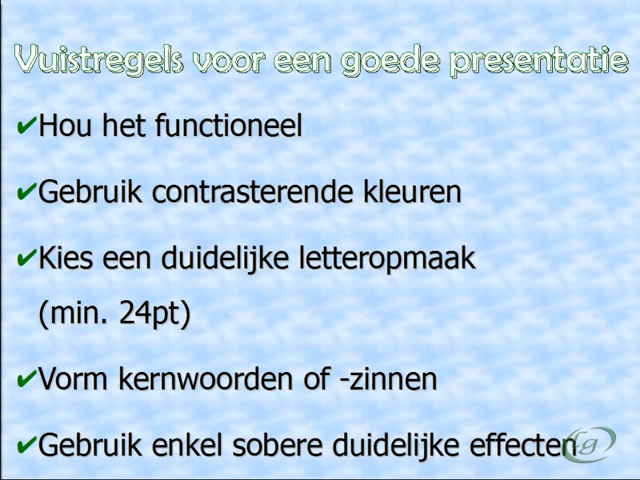 Vuistregels voor een goede presentatie
✔Hou het functioneel
✔Gebruik contrasterende kleuren
✔Kies een duidelijke letteropmaak
(min. 24pt)
✔Vorm kernwoorden of -zinnen
✔Gebruik enkel sobere duidelijke effecten